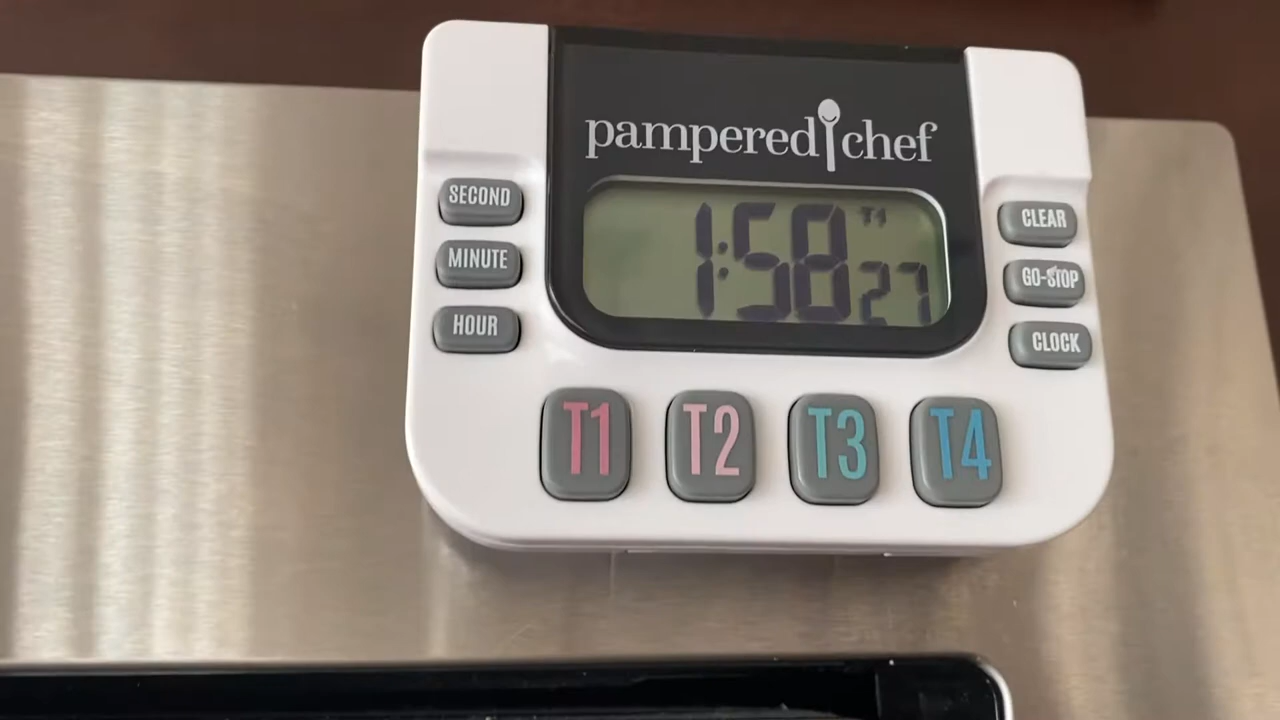 pampered chef
SECOND
MINUTE
HOUR
1:58 27
T1
CLEAR
GO-STOP
CLOCK
T1 T2 T3 T4